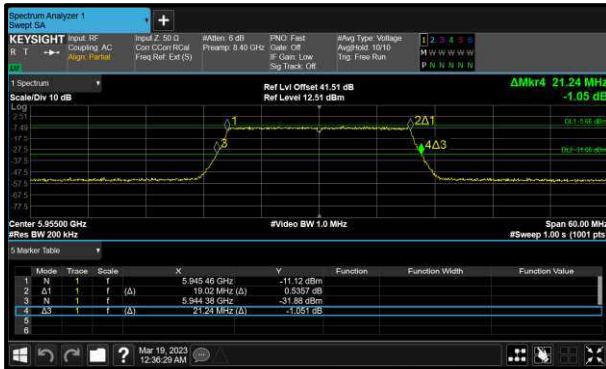 Spectrum Analyzer 1
Swept SA
KEYSIGHT Input: RF Input Z: 50 Ω #Atten: 6 dB PNO: Fast #Avg Type: Voltage 1 2 3 4 5 6
R T Coupling: AC Corr CCorr RCal Preamp: 8.40 GHz Gate: Off Avg|Hold: 10/10 M W W W W W
Align: Partial Freq Ref: Ext (S) IF Gain: Low Trig: Free Run
Sig Track: Off P N N N N N
1 Spectrum Ref Lvl Offset 41.51 dB ΔMkr4 21.24 MHz
Scale/Div 10 dB Ref Level 12.51 dBm -1.05 dB
Log
2.51
1 2Δ1
-7.49
-17.5
3 4Δ3
-27.5
-37.5
-47.5
-57.5
-67.5
-77.5
Center 5.95500 GHz #Video BW 1.0 MHz Span 60.00 MHz
#Res BW 200 kHz #Sweep 1.00 s (1001 pts)
5 Marker Table
Mode Trace Scale X Y Function Function Width Function Value
1 N 1 f 5.945 46 GHz -11.12 dBm
2 Δ1 1 f (Δ) 19.02 MHz (Δ) 0.5357 dB
3 N 1 f 5.944 38 GHz -31.88 dBm
4 Δ3 1 f (Δ) 21.24 MHz (Δ) -1.051 dB
5
6
? Mar 19, 2023
12:36:29 AM